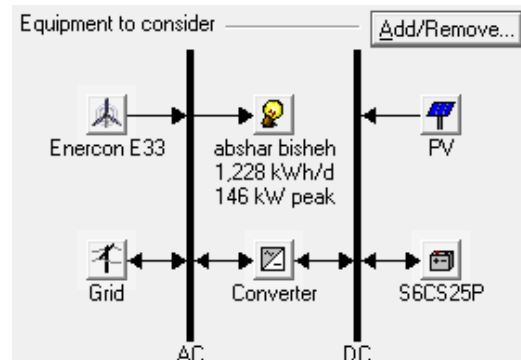 Equipment to consider
Add/Remove...
Enercon E33
abshar bisheh
1,228 kWh/d
146 kW peak
PV
Grid
Converter
S6CS25P
AC
DC